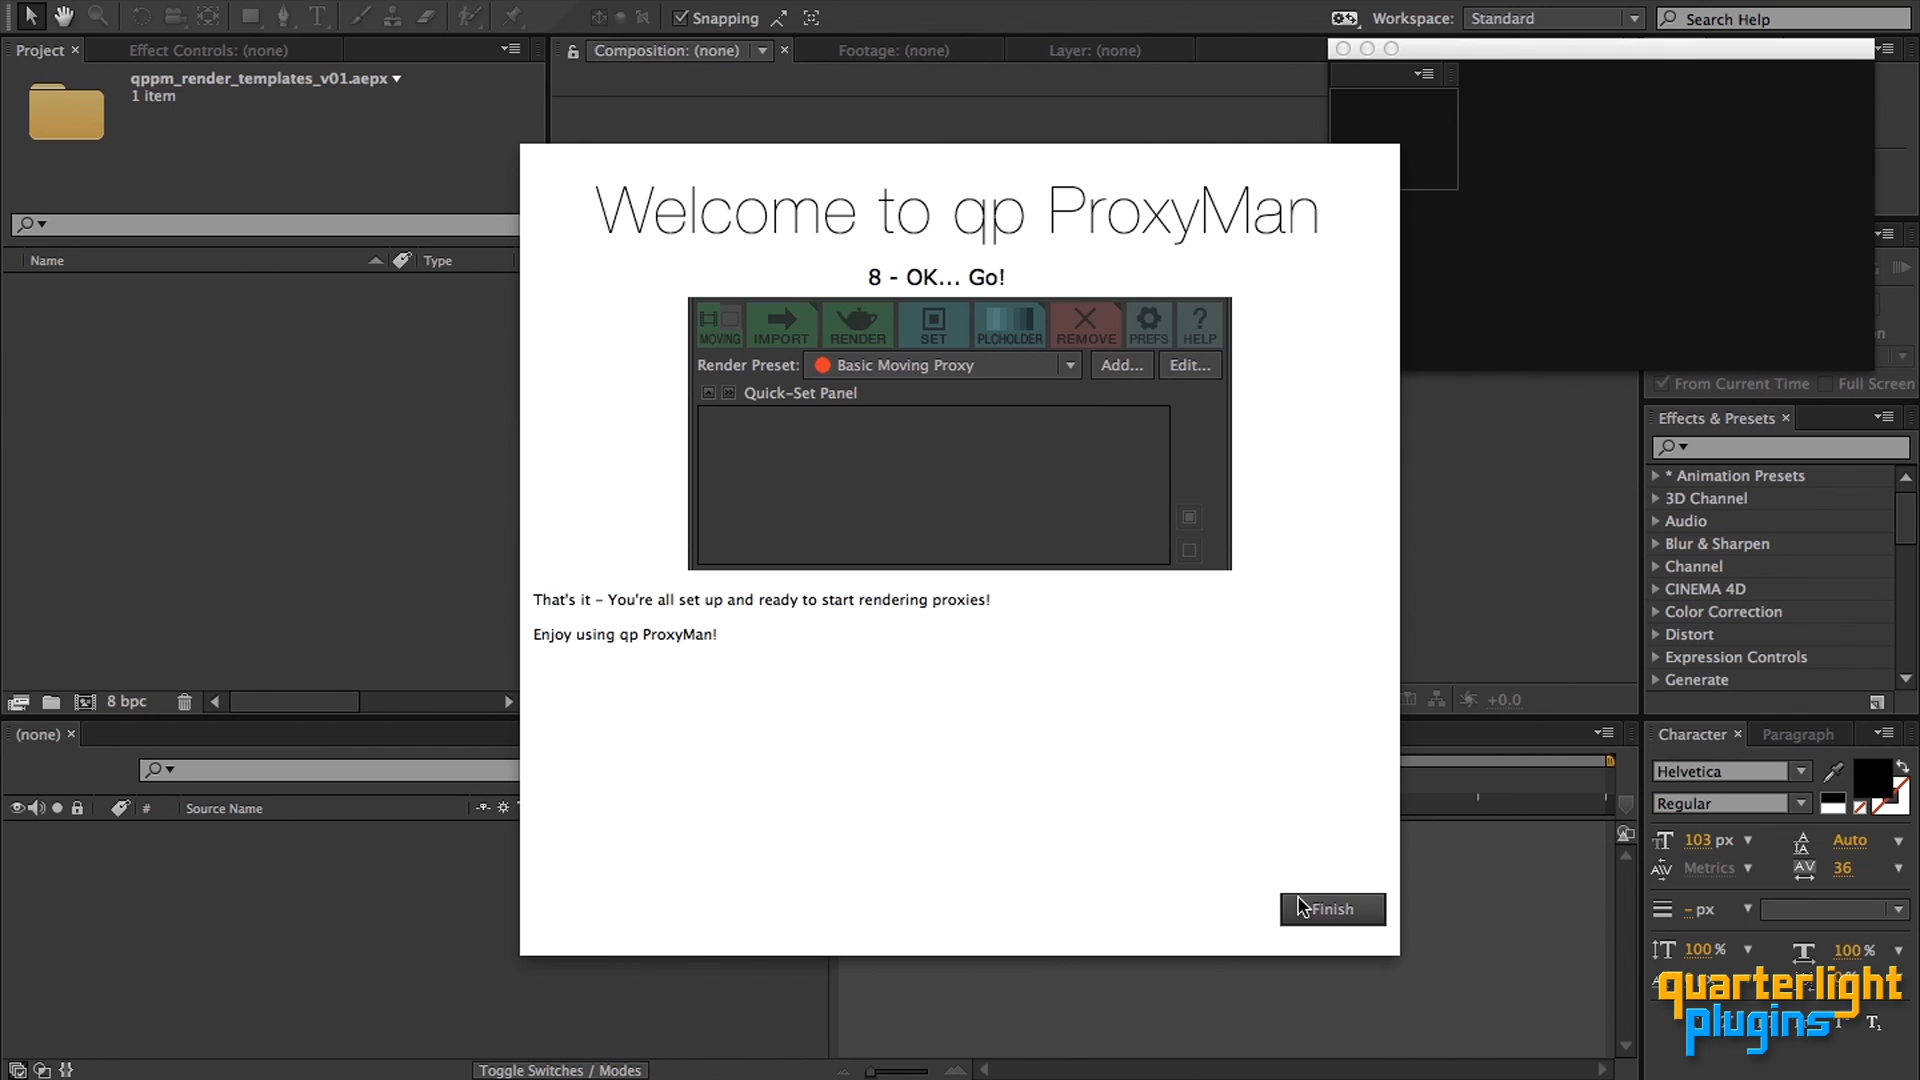 Snapping
Workspace: Standard
Search Help
Project
Effect Controls: (none)
Composition: (none)
Footage: (none)
Layer: (none)
qppm_render_templates_v01.aepx
1 item
Name
Type
Welcome to qp ProxyMan
8 - OK... Go!
MOVING
IMPORT
RENDER
SET
PLCHOLDER
REMOVE
PREFS
HELP
Render Preset:
Basic Moving Proxy
Add...
Edit...
Quick-Set Panel
That's it - You're all set up and ready to start rendering proxies!
Enjoy using qp ProxyMan!
Finish
From Current Time
Full Screen
Effects & Presets
* Animation Presets
3D Channel
Audio
Blur & Sharpen
Channel
CINEMA 4D
Color Correction
Distort
Expression Controls
Generate
8 bpc
+0.0
(none)
#
Source Name
Character
Paragraph
Helvetica
Regular
103 px
Auto
Metrics
36
- px
100 %
100 %
quarterlight
plugins
Toggle Switches / Modes